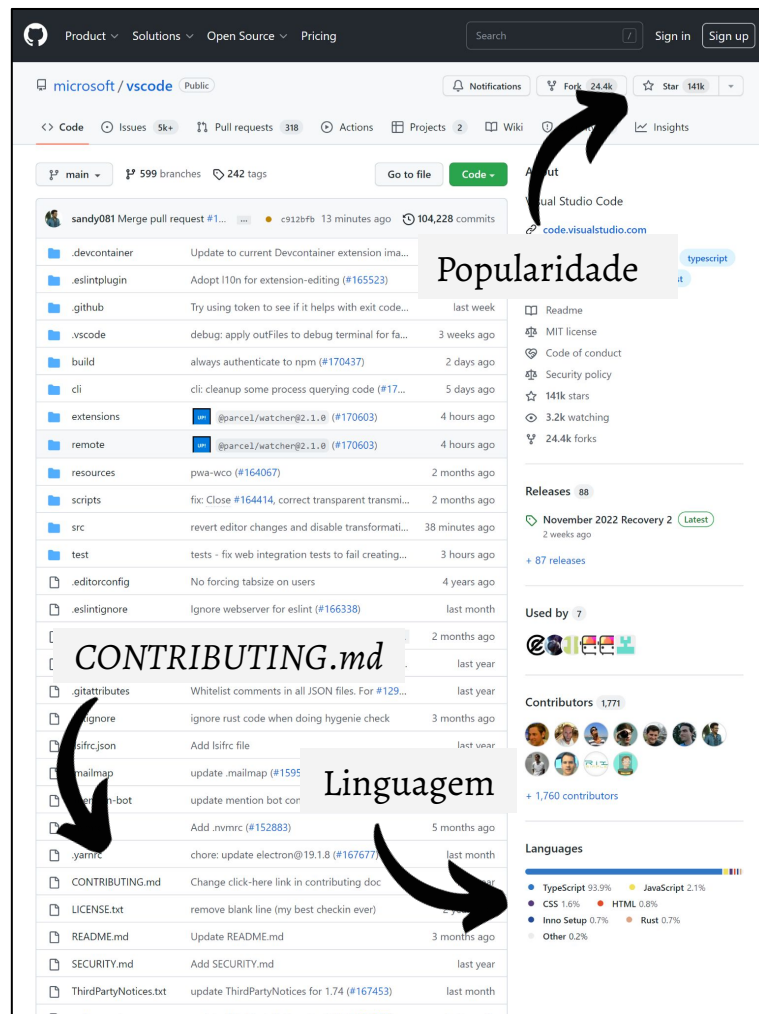 Product Solutions Open Source Pricing Search / Sign in Sign up
microsoft / vscode Public Notifications Fork 24.4k Star 141k
Code Issues 5k+ Pull requests 318 Actions Projects 2 Wiki Insights
main 599 branches 242 tags Go to file Code
sandy081 Merge pull request #1... ... c912bfb 13 minutes ago 104,228 commits
.devcontainer Update to current Devcontainer extension ima...
.eslintplugin Adopt l10n for extension-editing (#165523)
.github Try using token to see if it helps with exit code... last week
.vscode debug: apply outFiles to debug terminal for fa... 3 weeks ago
build always authenticate to npm (#170437) 2 days ago
cli cli: cleanup some process querying code (#17... 5 days ago
extensions UP! @parcel/watcher@2.1.0 (#170603) 4 hours ago
remote UP! @parcel/watcher@2.1.0 (#170603) 4 hours ago
resources pwa-wco (#164067) 2 months ago
scripts fix: Close #164414, correct transparent transmi... 2 months ago
src revert editor changes and disable transformati... 38 minutes ago
test tests - fix web integration tests to fail creating... 3 hours ago
.editorconfig No forcing tabsize on users 4 years ago
.eslintignore Ignore webserver for eslint (#166338) last month
2 months ago
CONTRIBUTING.md
last year
.gitattributes Whitelist comments in all JSON files. For #129... last year
ignore rust code when doing hygenie check 3 months ago
lsifrc.json Add lsifrc file last year
mailmap update .mailmap (#1595
-bot update mention bot con
Add .nvmrc (#152883) 5 months ago
.yarnrc chore: update electron@19.1.8 (#167677) last month
CONTRIBUTING.md Change click-here link in contributing doc
LICENSE.txt remove blank line (my best checkin ever)
README.md Update README.md 3 months ago
SECURITY.md Add SECURITY.md last year
ThirdPartyNotices.txt update ThirdPartyNotices for 1.74 (#167453) last month
Visual Studio Code
code.visualstudio.com
Popularidade
typescript
Readme
MIT license
Code of conduct
Security policy
141k stars
3.2k watching
24.4k forks
Releases 88
November 2022 Recovery 2 Latest
2 weeks ago
+ 87 releases
Used by 7
Contributors 1,771
+ 1,760 contributors
Linguagem
Languages
TypeScript 93.9% JavaScript 2.1%
CSS 1.6% HTML 0.8%
Inno Setup 0.7% Rust 0.7%
Other 0.2%